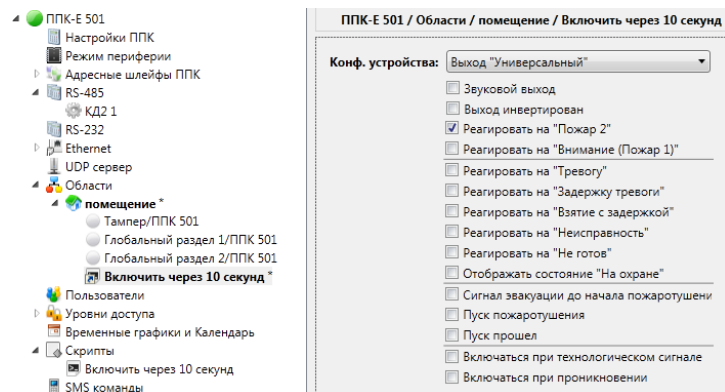 ППК-Е 501
Настройки ППК
Режим периферии
Адресные шлейфы ППК
RS-485
КД2 1
RS-232
Ethernet
UDP сервер
Области
помещение *
Тампер/ППК 501
Глобальный раздел 1/ППК 501
Глобальный раздел 2/ППК 501
Включить через 10 секунд *
Пользователи
Уровни доступа
Временные графики и Календарь
Скрипты
Включить через 10 секунд
SMS команды
ППК-Е 501 / Области / помещение / Включить через 10 секунд
Конф. устройства: Выход "Универсальный"
Звуковой выход
Выход инвертирован
Реагировать на "Пожар 2"
Реагировать на "Внимание (Пожар 1)"
Реагировать на "Тревогу"
Реагировать на "Задержку тревоги"
Реагировать на "Взятие с задержкой"
Реагировать на "Неисправность"
Реагировать на "Не готов"
Отображать состояние "На охране"
Сигнал эвакуации до начала пожаротушени
Пуск пожаротушения
Пуск прошел
Включаться при технологическом сигнале
Включаться при проникновении